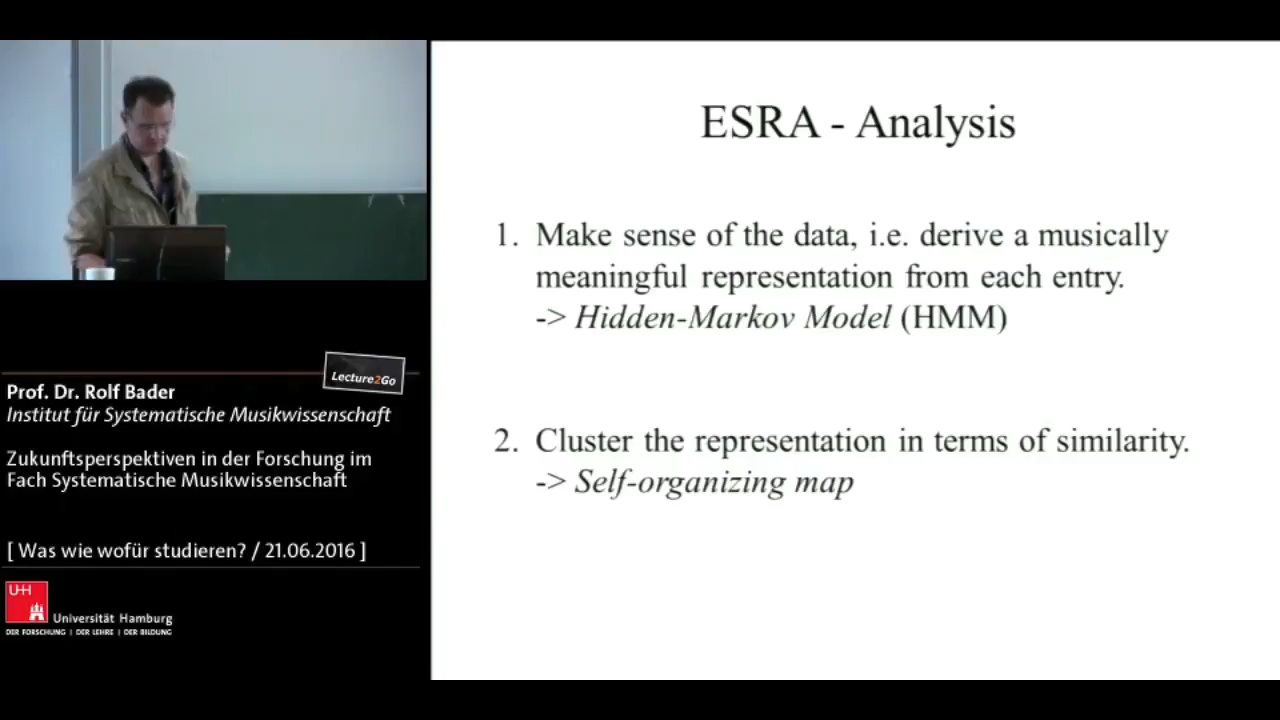 ESRA - Analysis
1. Make sense of the data, i.e. derive a musically
meaningful representation from each entry.
-> Hidden-Markov Model (HMM)
2. Cluster the representation in terms of similarity.
-> Self-organizing map
Lecture2Go
Prof. Dr. Rolf Bader
Institut für Systematische Musikwissenschaft
Zukunftsperspektiven in der Forschung im
Fach Systematische Musikwissenschaft
[ Was wie wofür studieren? / 21.06.2016 ]
UH
Universität Hamburg
DER FORSCHUNG | DER LEHRE | DER BILDUNG